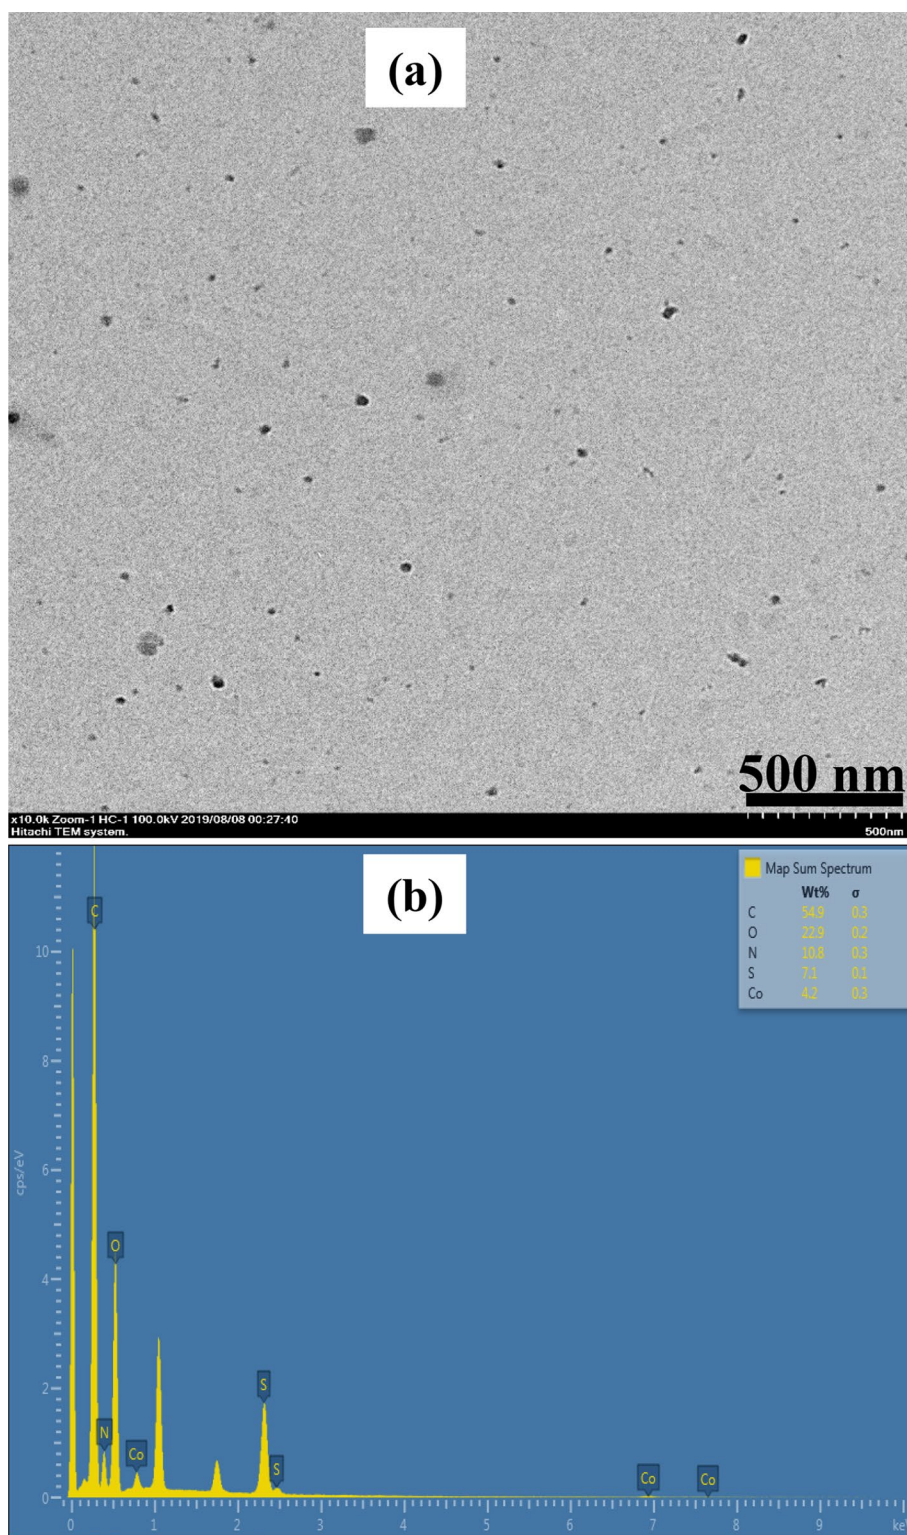 (a)
500 nm
x10.0k Zoom-1 HC-1 100.0kV 2019/08/08 00:27:40
Hitachi TEM system.
500nm
(b)
Map Sum Spectrum
Wt% σ
C 54.9 0.3
O 22.9 0.2
N 10.8 0.3
S 7.1 0.1
Co 4.2 0.3
C
10
8
cps/eV
6
O
4
2
S
N
Co
S
Co
Co
0
0 1 2 3 4 5 6 7 8 9